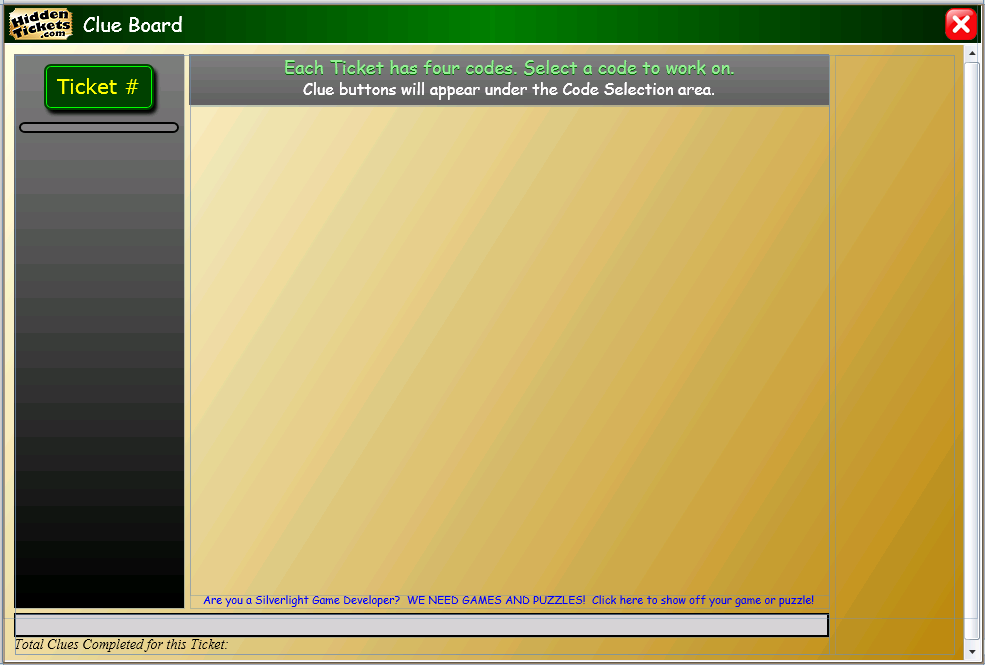 Hidden
Tickets
.com
Clue Board
Ticket #
Each Ticket has four codes. Select a code to work on.
Clue buttons will appear under the Code Selection area.
Are you a Silverlight Game Developer? WE NEED GAMES AND PUZZLES! Click here to show off your game or puzzle!
Total Clues Completed for this Ticket: